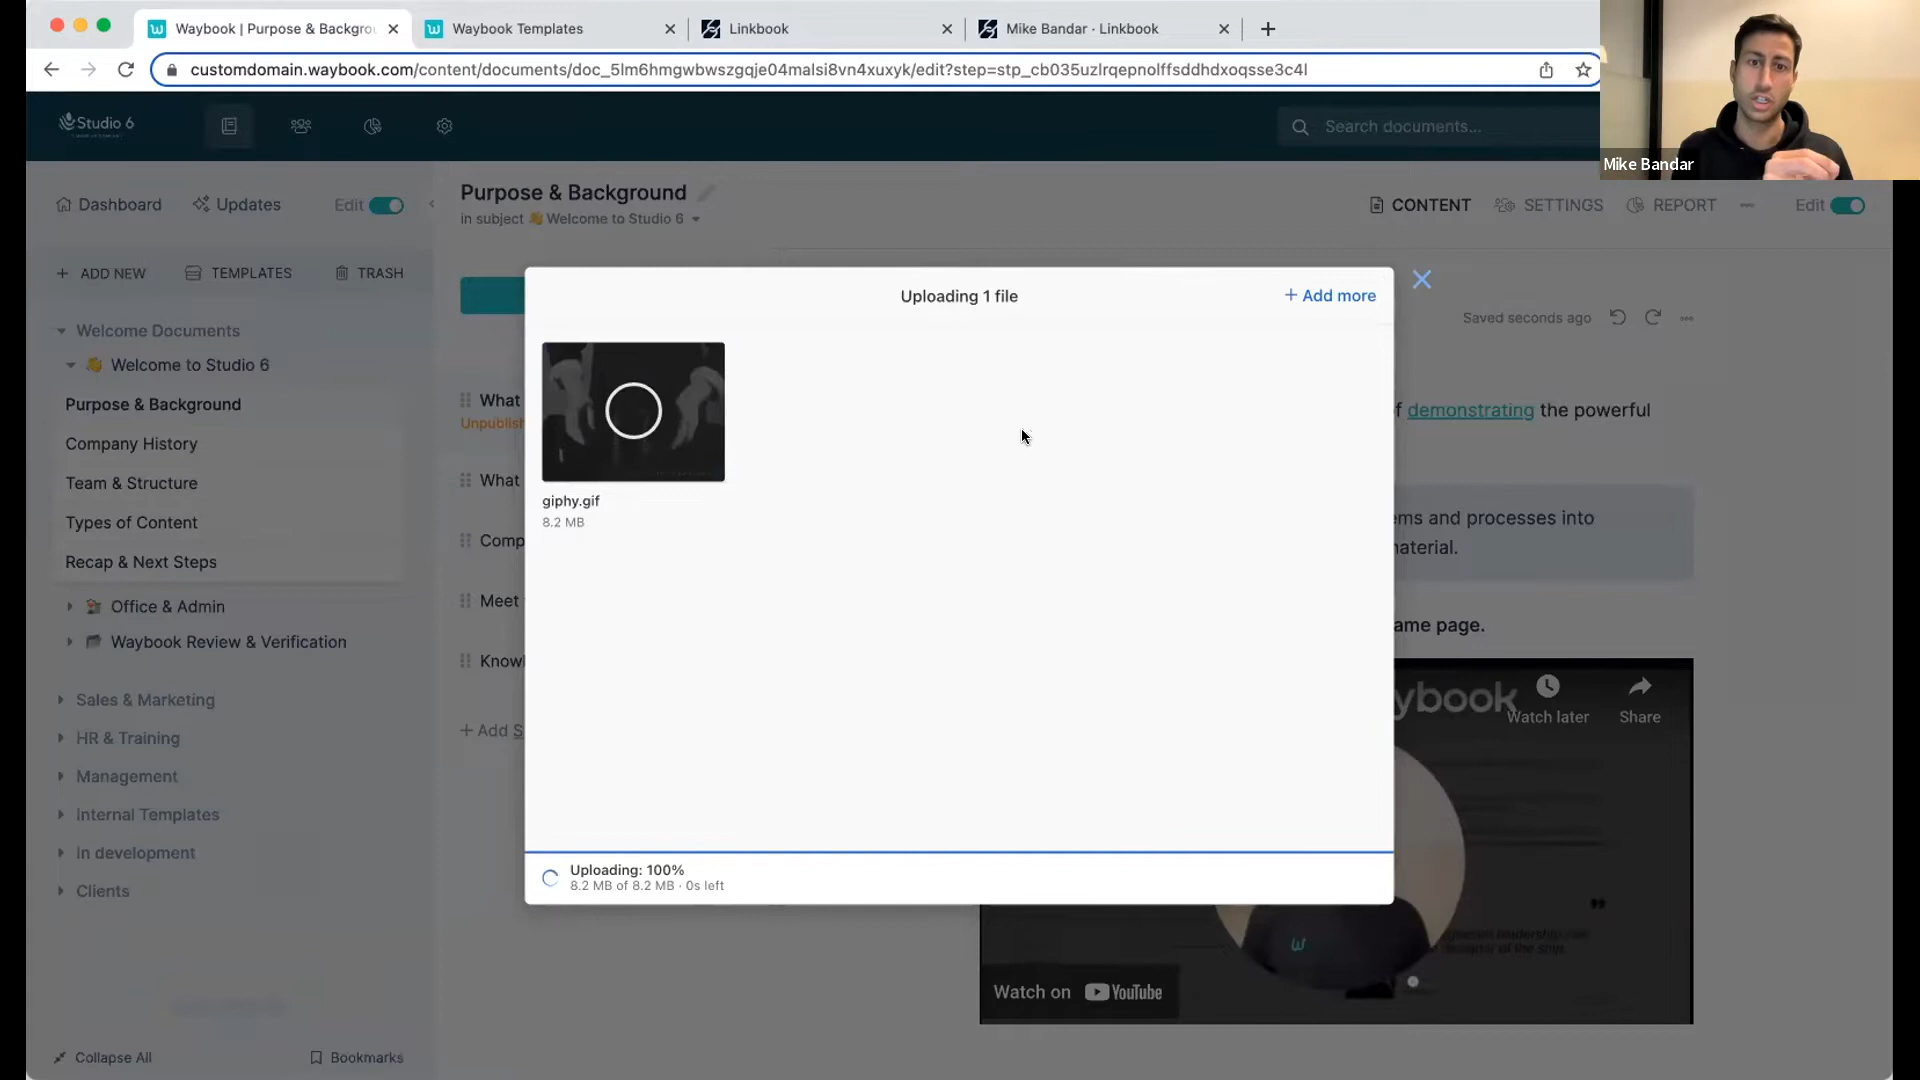 Waybook | Purpose & Backgrou
Waybook Templates
Linkbook
Mike Bandar · Linkbook
customdomain.waybook.com/content/documents/doc_5lm6hmgwbwszgqje04malsi8vn4xuxyk/edit?step=stp_cb035uzlrqepnolffsddhdxoqsse3c4l
Mike Bandar
Studio 6
Search documents...
Dashboard
Updates
Edit
Purpose & Background
in subject 👋 Welcome to Studio 6
CONTENT
SETTINGS
REPORT
Edit
+ ADD NEW
TEMPLATES
TRASH
Welcome Documents
👋 Welcome to Studio 6
Purpose & Background
Company History
Team & Structure
Types of Content
Recap & Next Steps
Office & Admin
Waybook Review & Verification
Sales & Marketing
HR & Training
Management
Internal Templates
In development
Clients
Collapse All
Bookmarks
What
Unpublish
What
Comp
Meet
Knowl
+ Add S
Uploading 1 file
+ Add more
giphy.gif
8.2 MB
Uploading: 100%
8.2 MB of 8.2 MB · 0s left
Saved seconds ago
f demonstrating the powerful
ems and processes into
naterial.
ame page.
ybook
Watch later
Share
Watch on YouTube